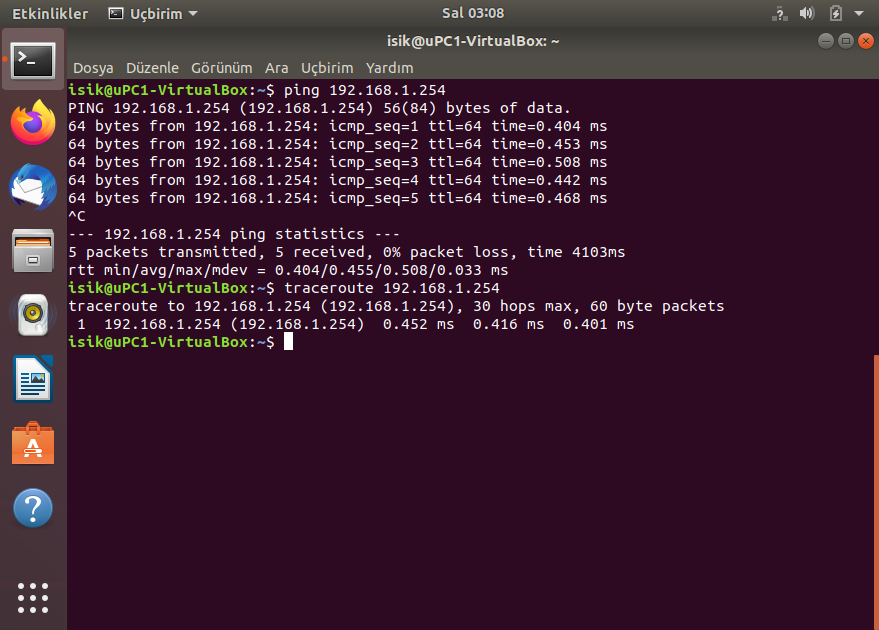 Etkinlikler Uçbirim Sal 03:08 ?
isik@uPC1-VirtualBox: ~
Dosya Düzenle Görünüm Ara Uçbirim Yardım
isik@uPC1-VirtualBox:~$ ping 192.168.1.254
PING 192.168.1.254 (192.168.1.254) 56(84) bytes of data.
64 bytes from 192.168.1.254: icmp_seq=1 ttl=64 time=0.404 ms
64 bytes from 192.168.1.254: icmp_seq=2 ttl=64 time=0.453 ms
64 bytes from 192.168.1.254: icmp_seq=3 ttl=64 time=0.508 ms
64 bytes from 192.168.1.254: icmp_seq=4 ttl=64 time=0.442 ms
64 bytes from 192.168.1.254: icmp_seq=5 ttl=64 time=0.468 ms
^C
--- 192.168.1.254 ping statistics ---
5 packets transmitted, 5 received, 0% packet loss, time 4103ms
rtt min/avg/max/mdev = 0.404/0.455/0.508/0.033 ms
isik@uPC1-VirtualBox:~$ traceroute 192.168.1.254
traceroute to 192.168.1.254 (192.168.1.254), 30 hops max, 60 byte packets
 1  192.168.1.254 (192.168.1.254)  0.452 ms  0.416 ms  0.401 ms
isik@uPC1-VirtualBox:~$